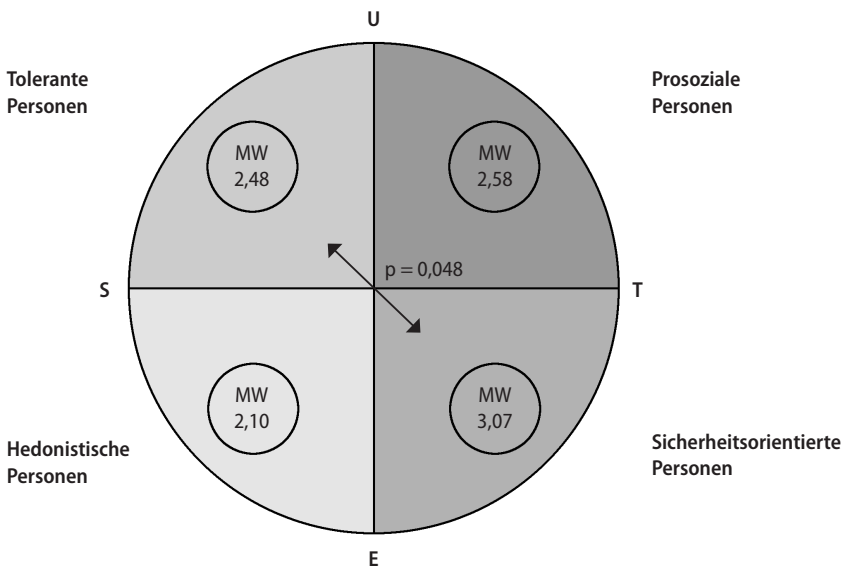 U
Tolerante
Personen
Prosoziale
Personen
MW
2,48
MW
2,58
p = 0,048
S
T
MW
2,10
MW
3,07
Hedonistische
Personen
Sicherheitsorientierte
Personen
E